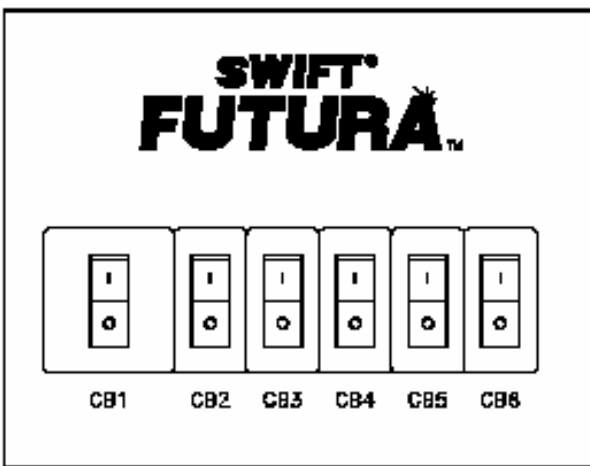 SWIFT®
FUTURA™
I I I I I I
O O O O O O
CB1 CB2 CB3 CB4 CB5 CB6